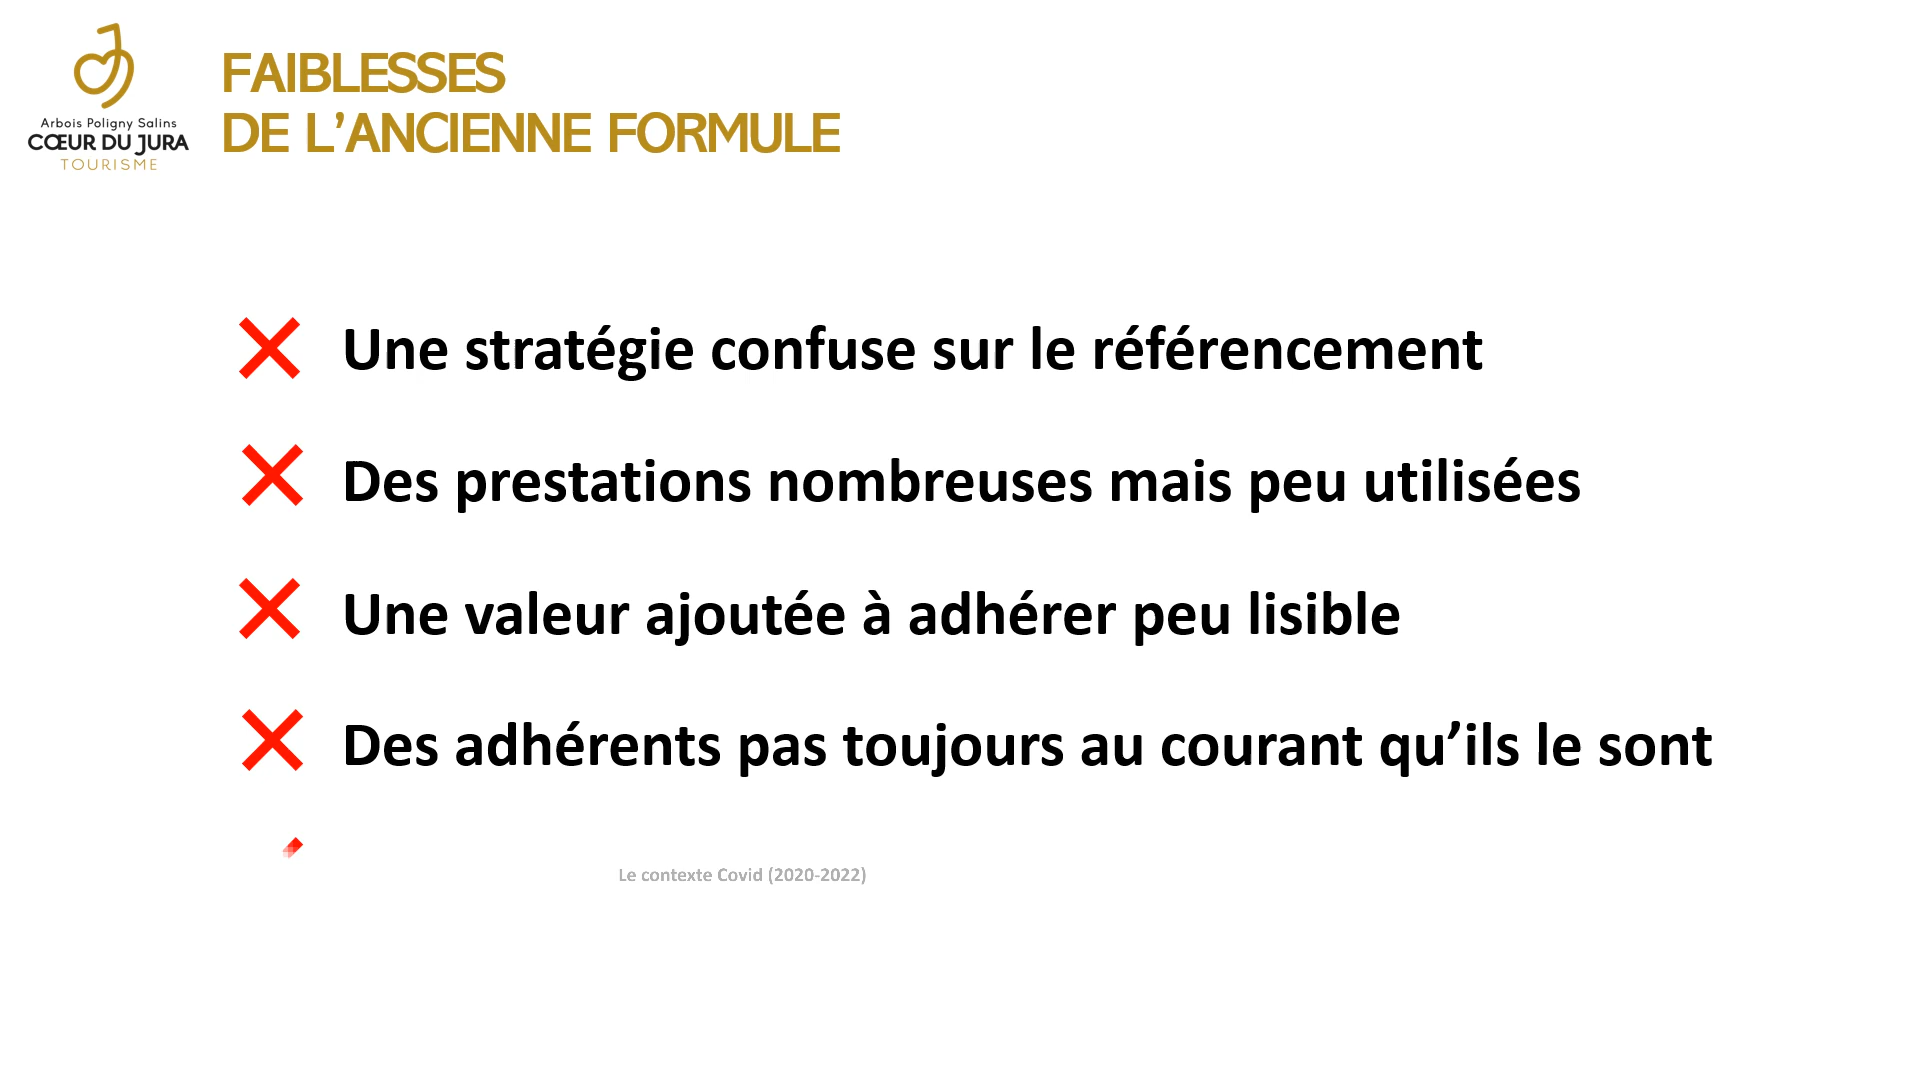 Arbois Poligny Salins
CŒUR DU JURA
TOURISME
FAIBLESSES
DE L’ANCIENNE FORMULE
Une stratégie confuse sur le référencement
Des prestations nombreuses mais peu utilisées
Une valeur ajoutée à adhérer peu lisible
Des adhérents pas toujours au courant qu’ils le sont
Le contexte Covid (2020-2022)